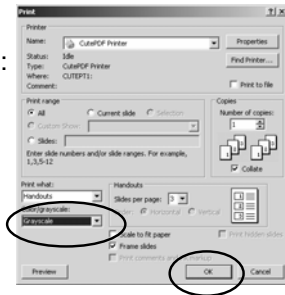 Print
Printer
Name: CutePDF Printer
Properties
Status: Idle
Find Printer...
Type: CutePDF Printer
Where: CUTEPT1:
Comment:
Print to file
:
Print range
All Current slide Selection
Custom Show:
Slides:
Enter slide numbers and/or slide ranges. For example,
1,3,5-12
Copies
Number of copies:
1
Collate
Print what:
Handouts
Color/grayscale:
Grayscale
Handouts
Slides per page: 3
Order: Horizontal Vertical
Scale to fit paper
Print hidden slides
Frame slides
Print comments and ink markup
Preview
OK
Cancel